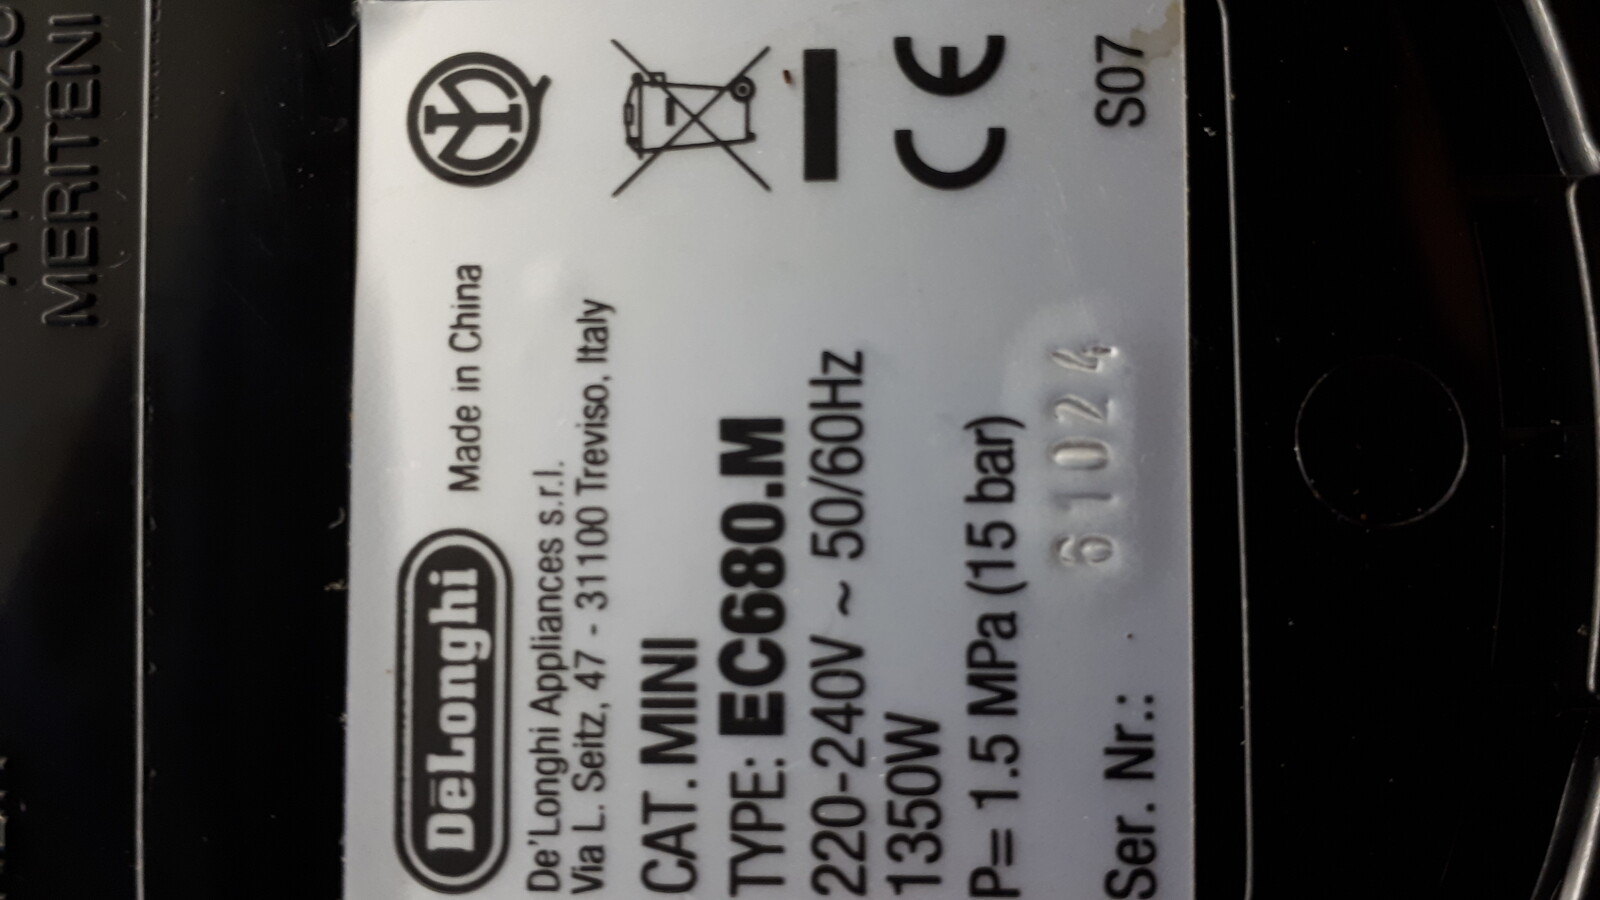 MERITENI
DeLonghi Made in China
De'Longhi Appliances s.r.l.
Via L. Seitz, 47 - 31100 Treviso, Italy
CAT. MINI
TYPE: EC680.M
220-240V ~ 50/60Hz
1350W
P= 1.5 MPa (15 bar)
61024
Ser. Nr.:
S07
CE